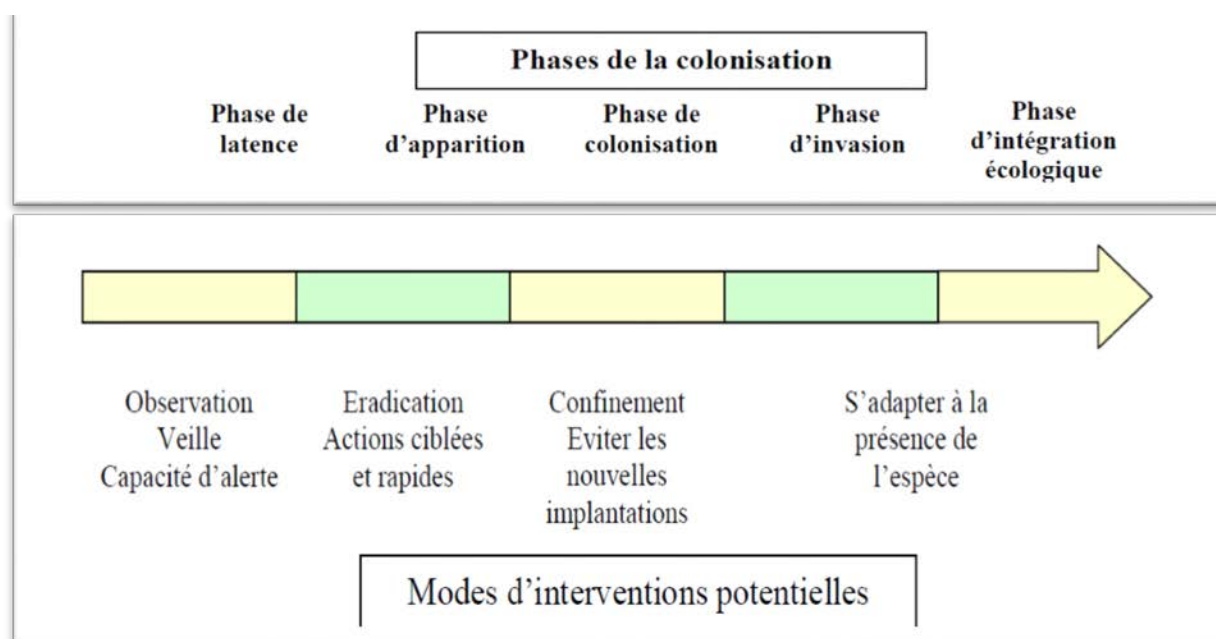 Phases de la colonisation
Phase de
latence
Phase
d'apparition
Phase de
colonisation
Phase
d'invasion
Phase
d'intégration
écologique
Observation
Veille
Capacité d'alerte
Eradication
Actions ciblées
et rapides
Confinement
Eviter les
nouvelles
implantations
S'adapter à la
présence de
l'espèce
Modes d'interventions potentielles